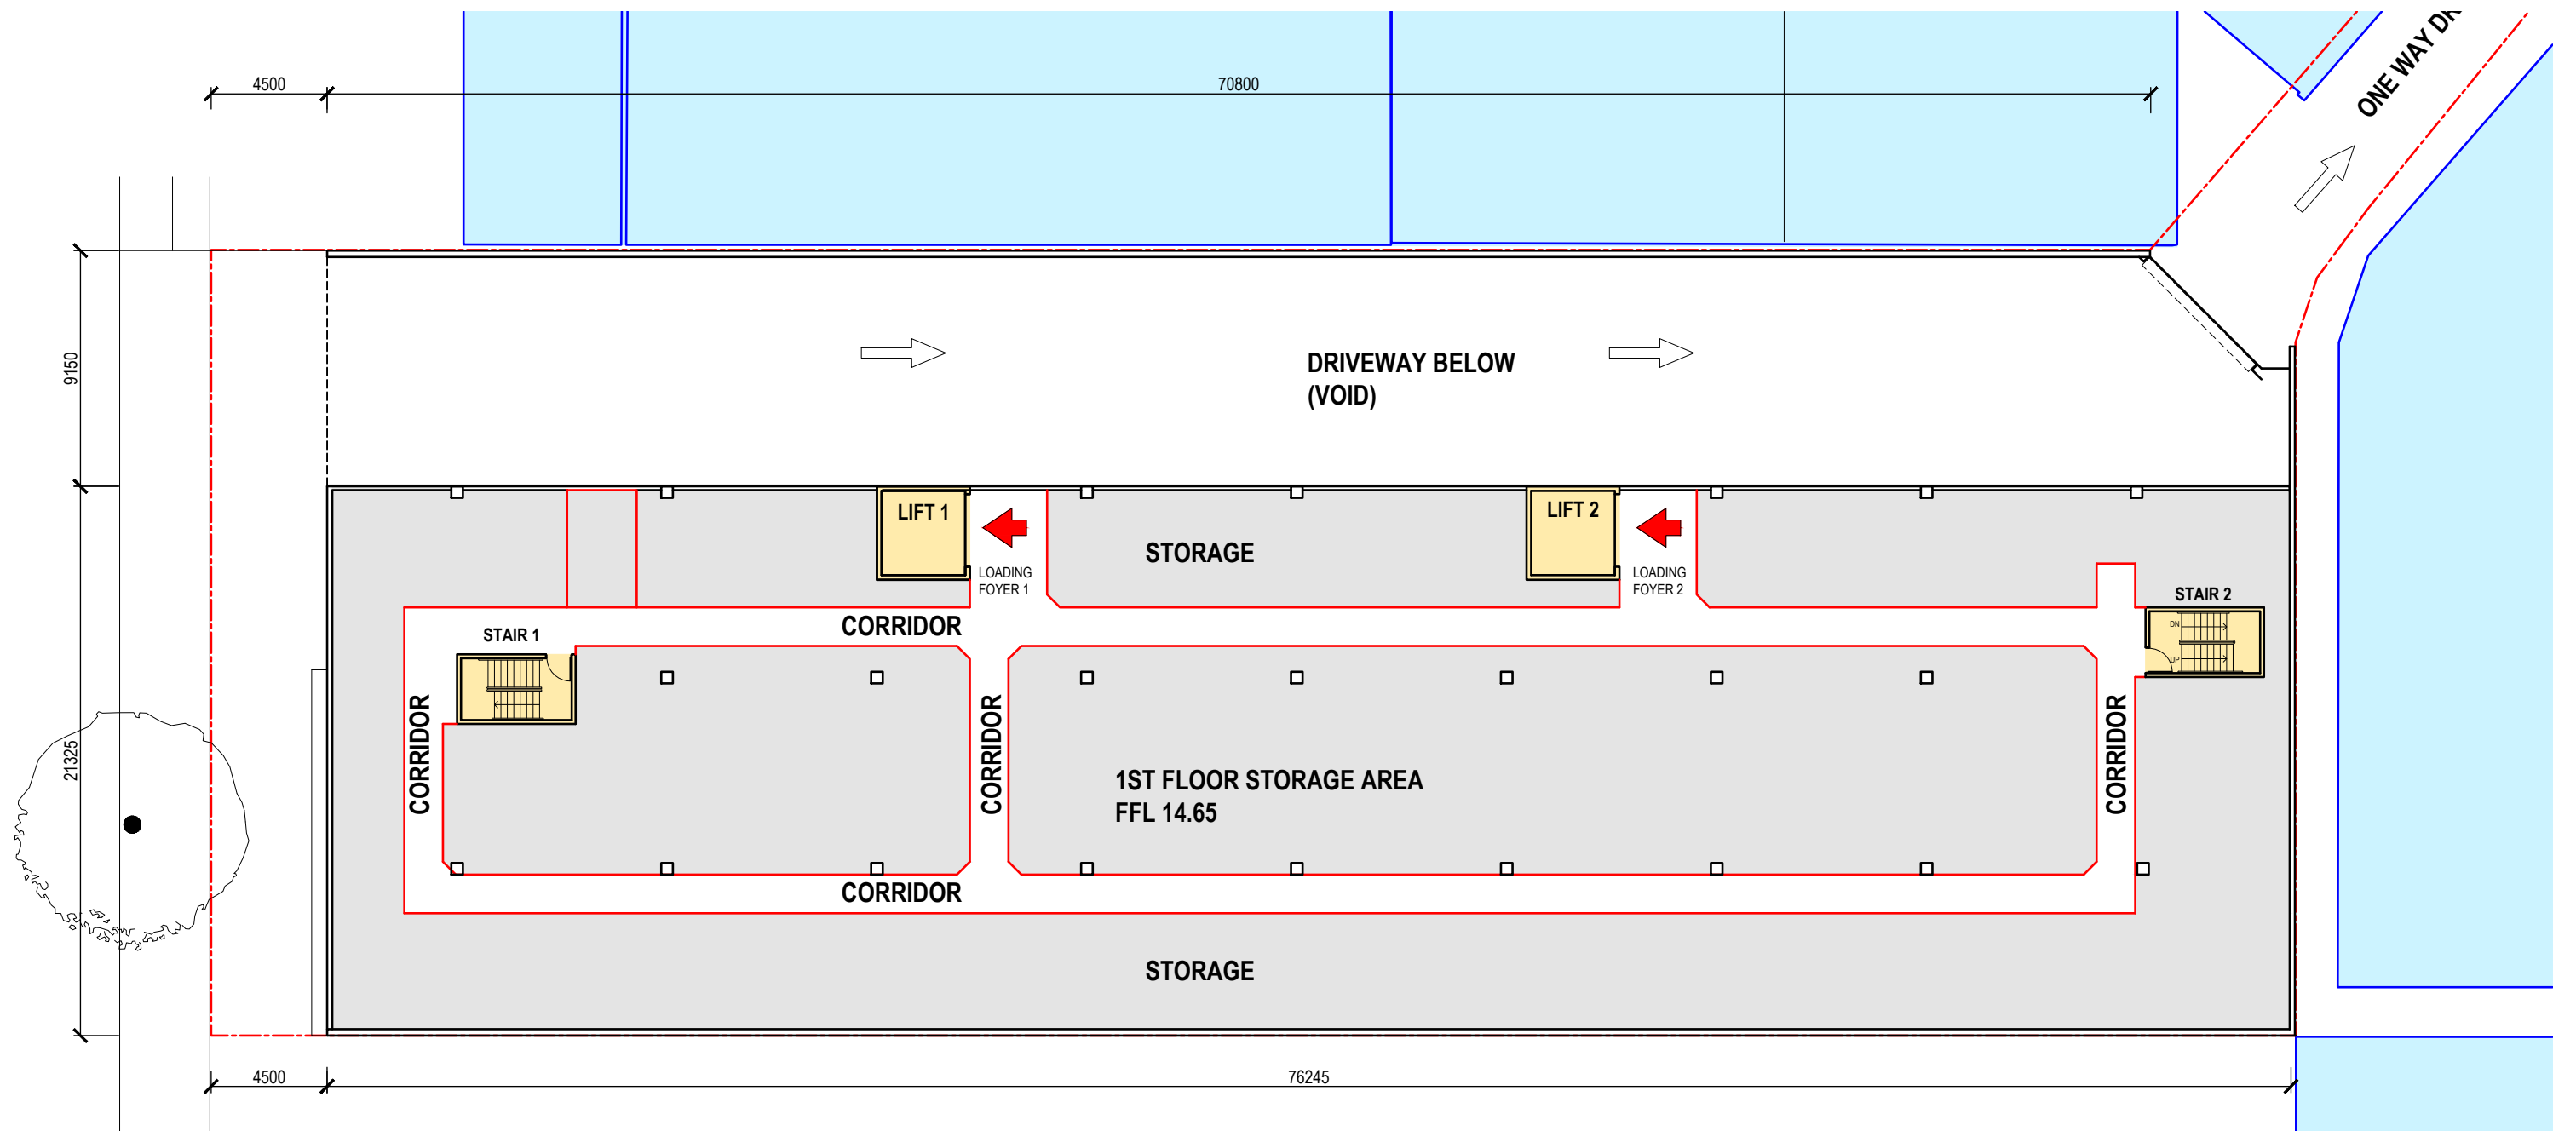 ONE WAY
4500
70800
9150
DRIVEWAY BELOW
(VOID)
LIFT 1
LIFT 2
STORAGE
LOADING
FOYER 1
LOADING
FOYER 2
STAIR 2
DN
UP
CORRIDOR
STAIR 1
CORRIDOR
CORRIDOR
CORRIDOR
21325
1ST FLOOR STORAGE AREA
FFL 14.65
CORRIDOR
STORAGE
4500
76245